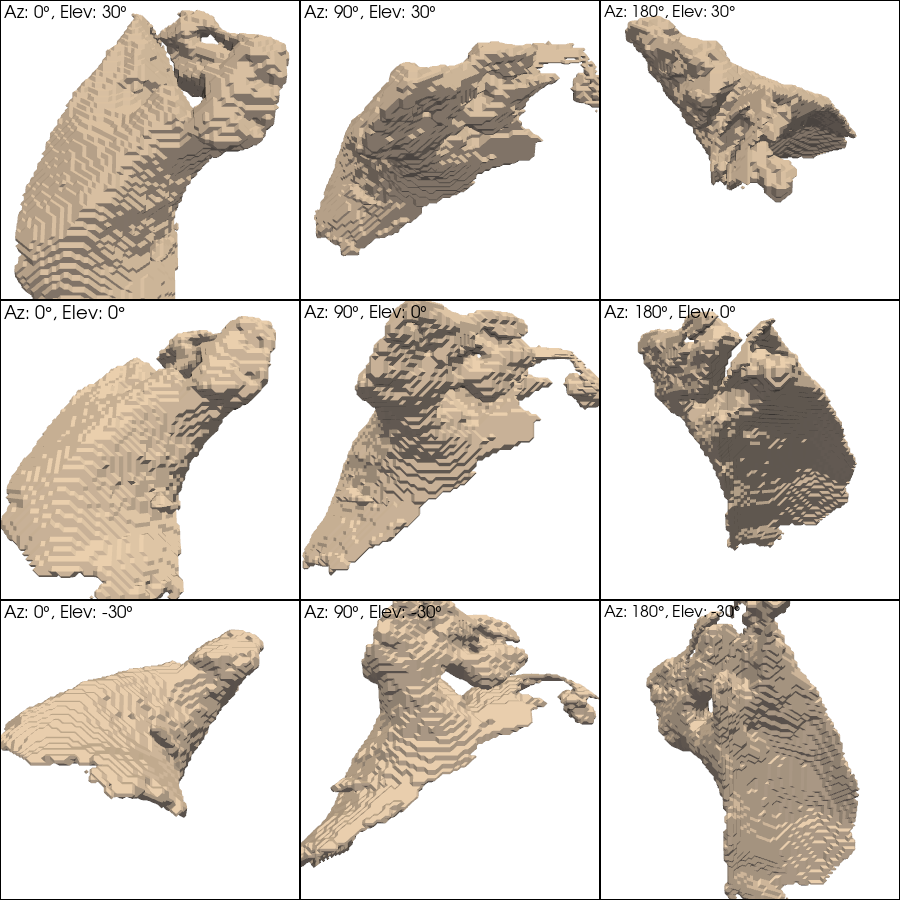 Az: 0°, Elev: 30°
Az: 90°, Elev: 30°
Az: 180°, Elev: 30°
Az: 0°, Elev: 0°
Az: 90°, Elev: 0°
Az: 180°, Elev: 0°
Az: 0°, Elev: -30°
Az: 90°, Elev: -30°
Az: 180°, Elev: -30°